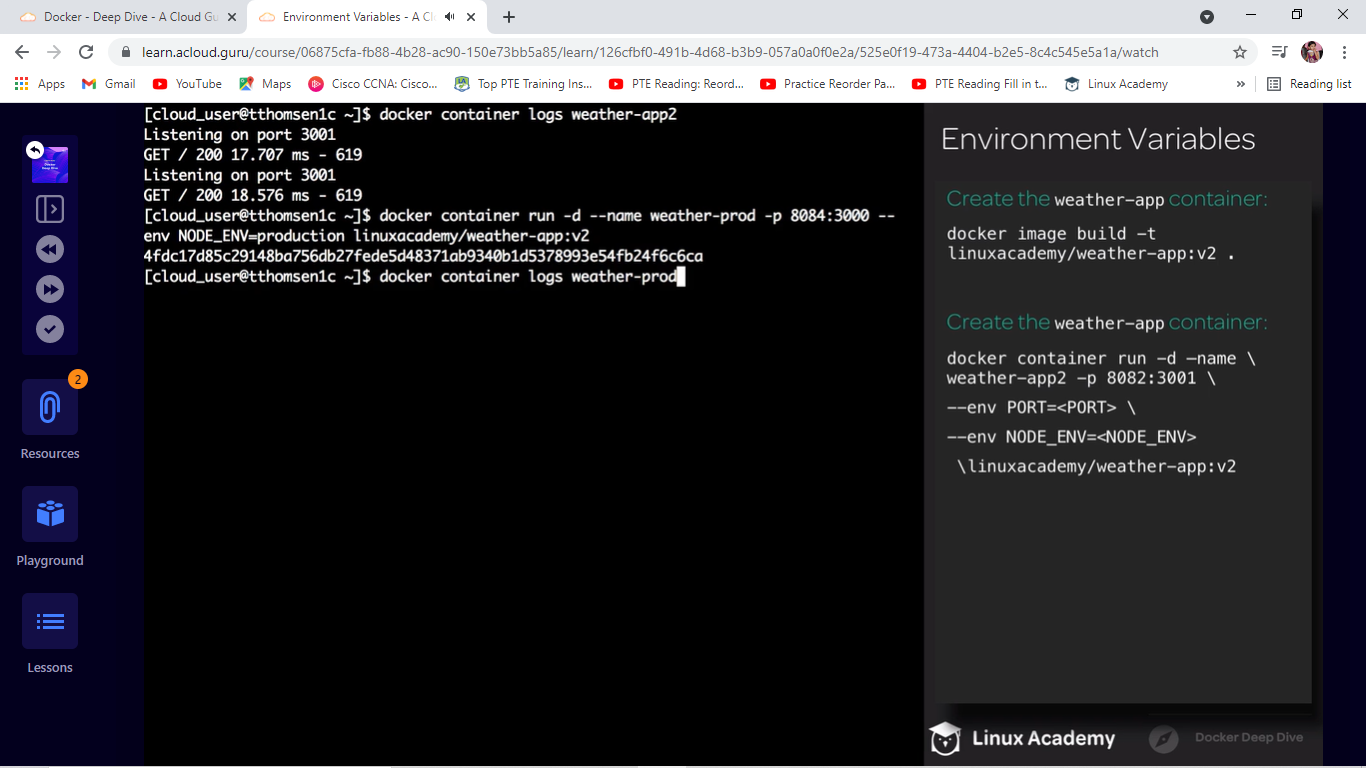 Docker - Deep Dive - A Cloud Gu
Environment Variables - A Cl
learn.acloud.guru/course/06875cfa-fb88-4b28-ac90-150e73bb5a85/learn/126cfbf0-491b-4d68-b3b9-057a0a0f0e2a/525e0f19-473a-4404-b2e5-8c4c545e5a1a/watch
Apps
Gmail
YouTube
Maps
Cisco CCNA: Cisco...
Top PTE Training Ins...
PTE Reading: Reord...
Practice Reorder Pa...
PTE Reading Fill in t...
Linux Academy
»
Reading list
[cloud_user@tthomsen1c ~]$ docker container logs weather-app2
Listening on port 3001
GET / 200 17.707 ms - 619
Listening on port 3001
GET / 200 18.576 ms - 619
[cloud_user@tthomsen1c ~]$ docker container run -d --name weather-prod -p 8084:3000 --
env NODE_ENV=production linuxacademy/weather-app:v2
4fdc17d85c29148ba756db27fede5d48371ab9340b1d5378993e54fb24f6c6ca
[cloud_user@tthomsen1c ~]$ docker container logs weather-prod
Docker
Deep Dive
2
Resources
Playground
Lessons
Environment Variables
Create the weather-app container:
docker image build -t
linuxacademy/weather-app:v2 .
Create the weather-app container:
docker container run -d –name \
weather-app2 -p 8082:3001 \
--env PORT=<PORT> \
--env NODE_ENV=<NODE_ENV>
\linuxacademy/weather-app:v2
Linux Academy
Docker Deep Dive